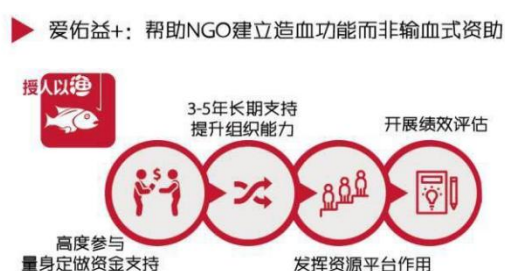 爱佑益+：帮助NGO建立造血功能而非输血式资助
授人以渔
3-5年长期支持
提升组织能力
开展绩效评估
$
高度参与
量身定做资金支持
发挥资源平台作用